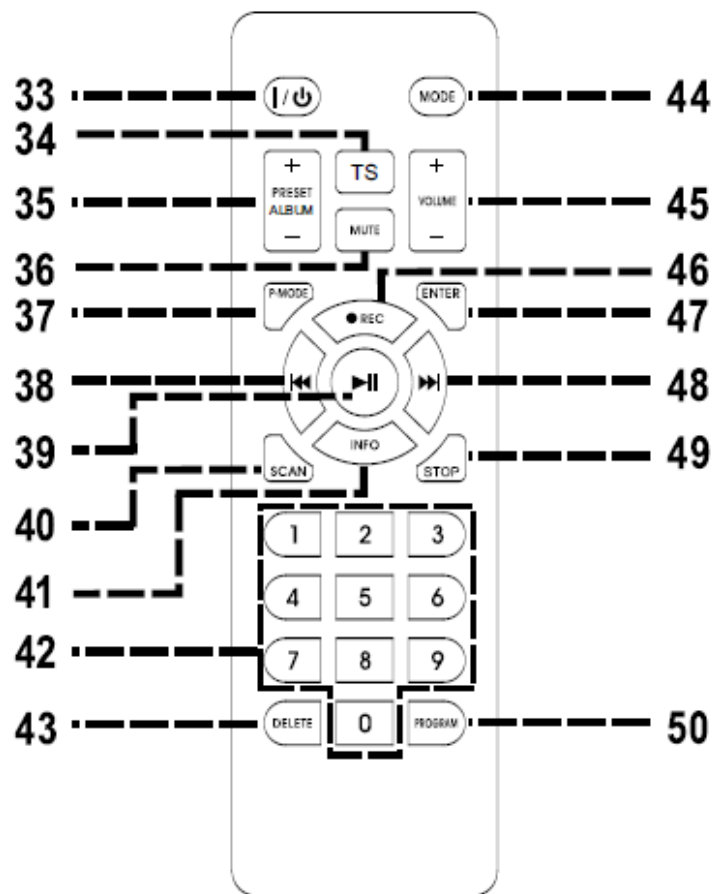 33 I/⏻ MODE 44
34 TS
35 + PRESET ALBUM − + VOLUME − 45
36 MUTE 46
37 P-MODE ● REC ENTER 47
38 ⏮ ⏯ ⏭ 48
39 INFO
40 SCAN STOP 49
41 1 2 3
4 5 6
42 7 8 9
43 DELETE 0 PROGRAM 50